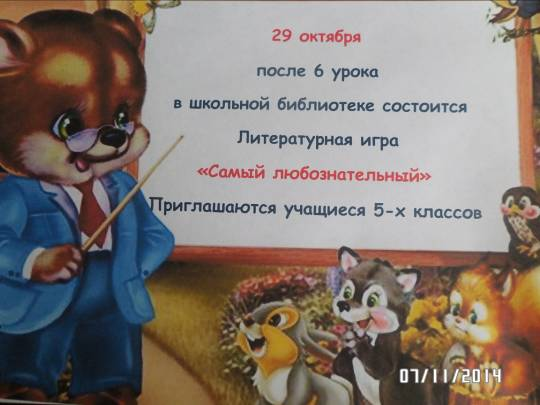 29 октября
после 6 урока
в школьной библиотеке состоится
Литературная игра
«Самый любознательный»
Приглашаются учащиеся 5-х классов
07/11/2014